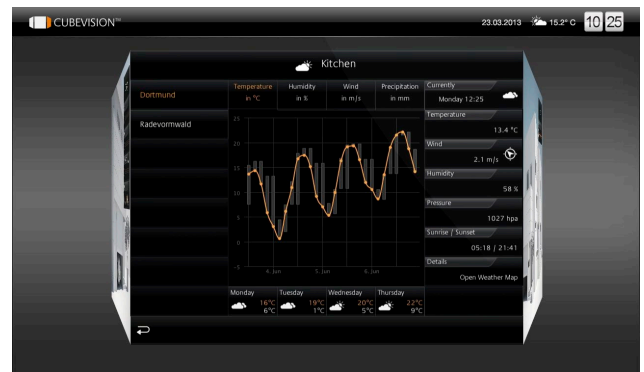 CUBEVISION™
23.03.2013 15.2° C 10 25
Kitchen
Dortmund
Radevormwald
Temperature in °C
Humidity in %
Wind in m/s
Precipitation in mm
25
20
15
10
5
0
-5
4. Jun 5. Jun 6. Jun
Currently
Monday 12:25
Temperature
13.4 °C
Wind
2.1 m/s
Humidity
58 %
Pressure
1027 hpa
Sunrise / Sunset
05:18 / 21:41
Details
Open Weather Map
Monday
16°C
6°C
Tuesday
19°C
1°C
Wednesday
20°C
5°C
Thursday
22°C
9°C